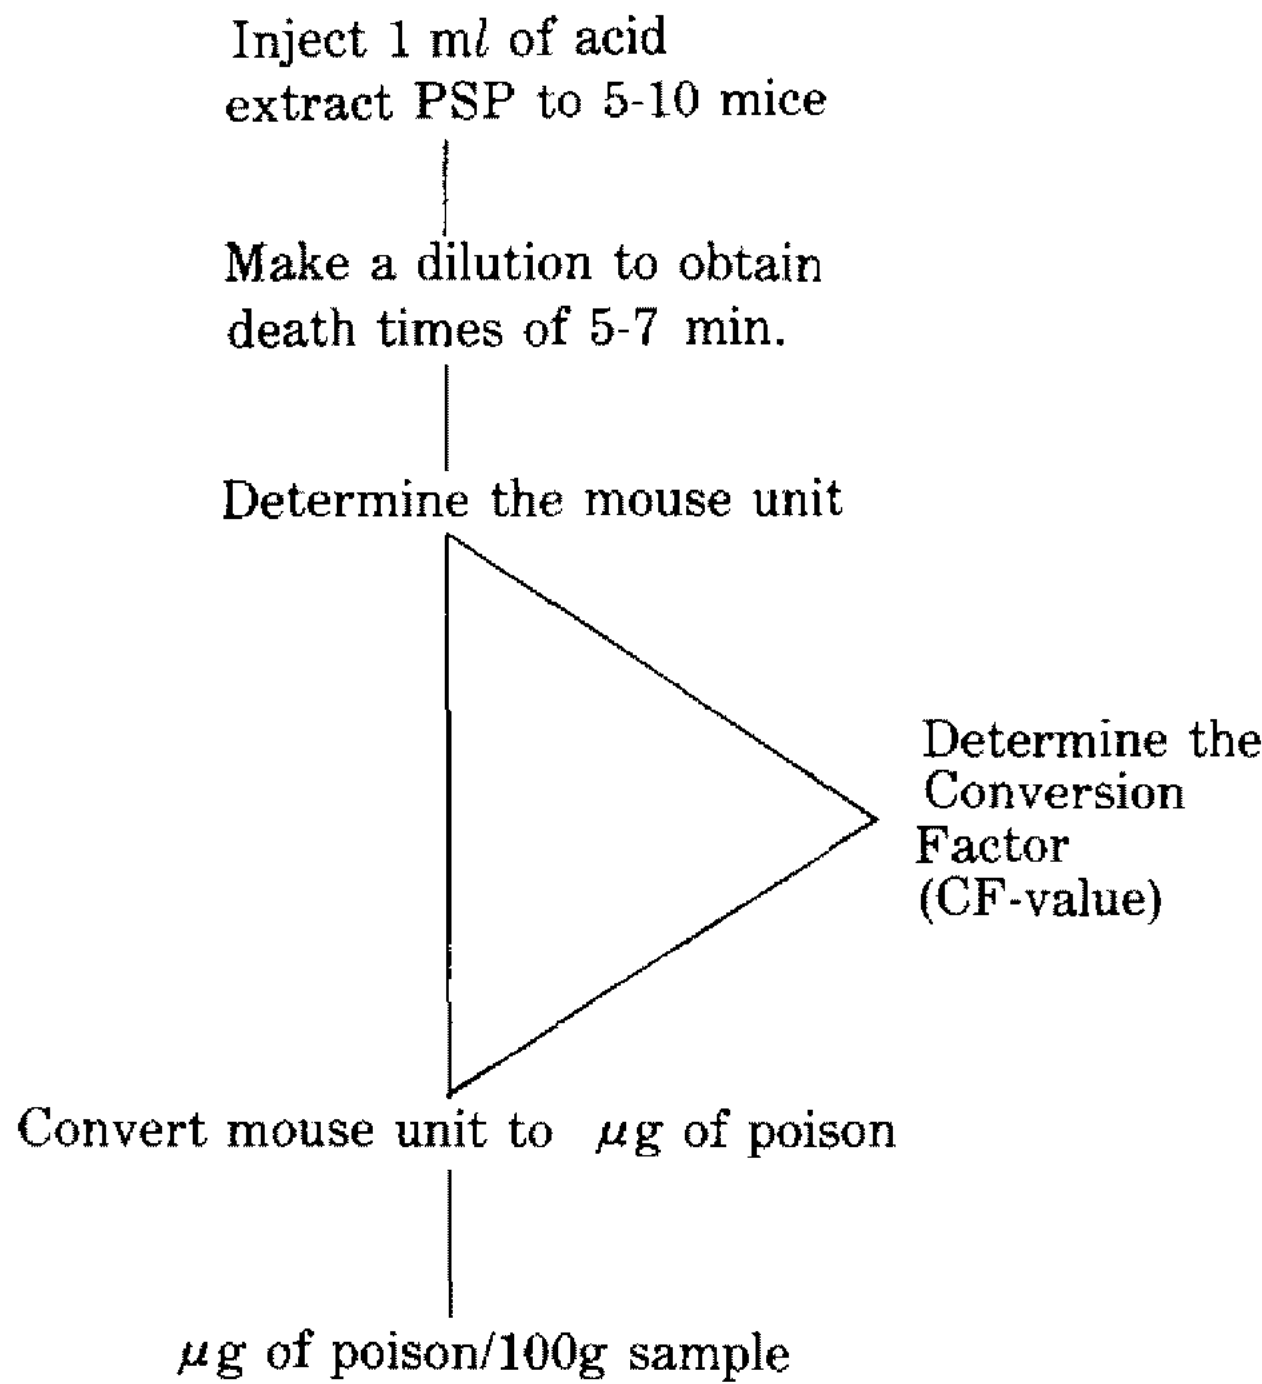 Inject 1 ml of acid
extract PSP to 5-10 mice
Make a dilution to obtain
death times of 5-7 min.
Determine the mouse unit
Determine the
Conversion
Factor
(CF-value)
Convert mouse unit to μg of poison
μg of poison/100g sample